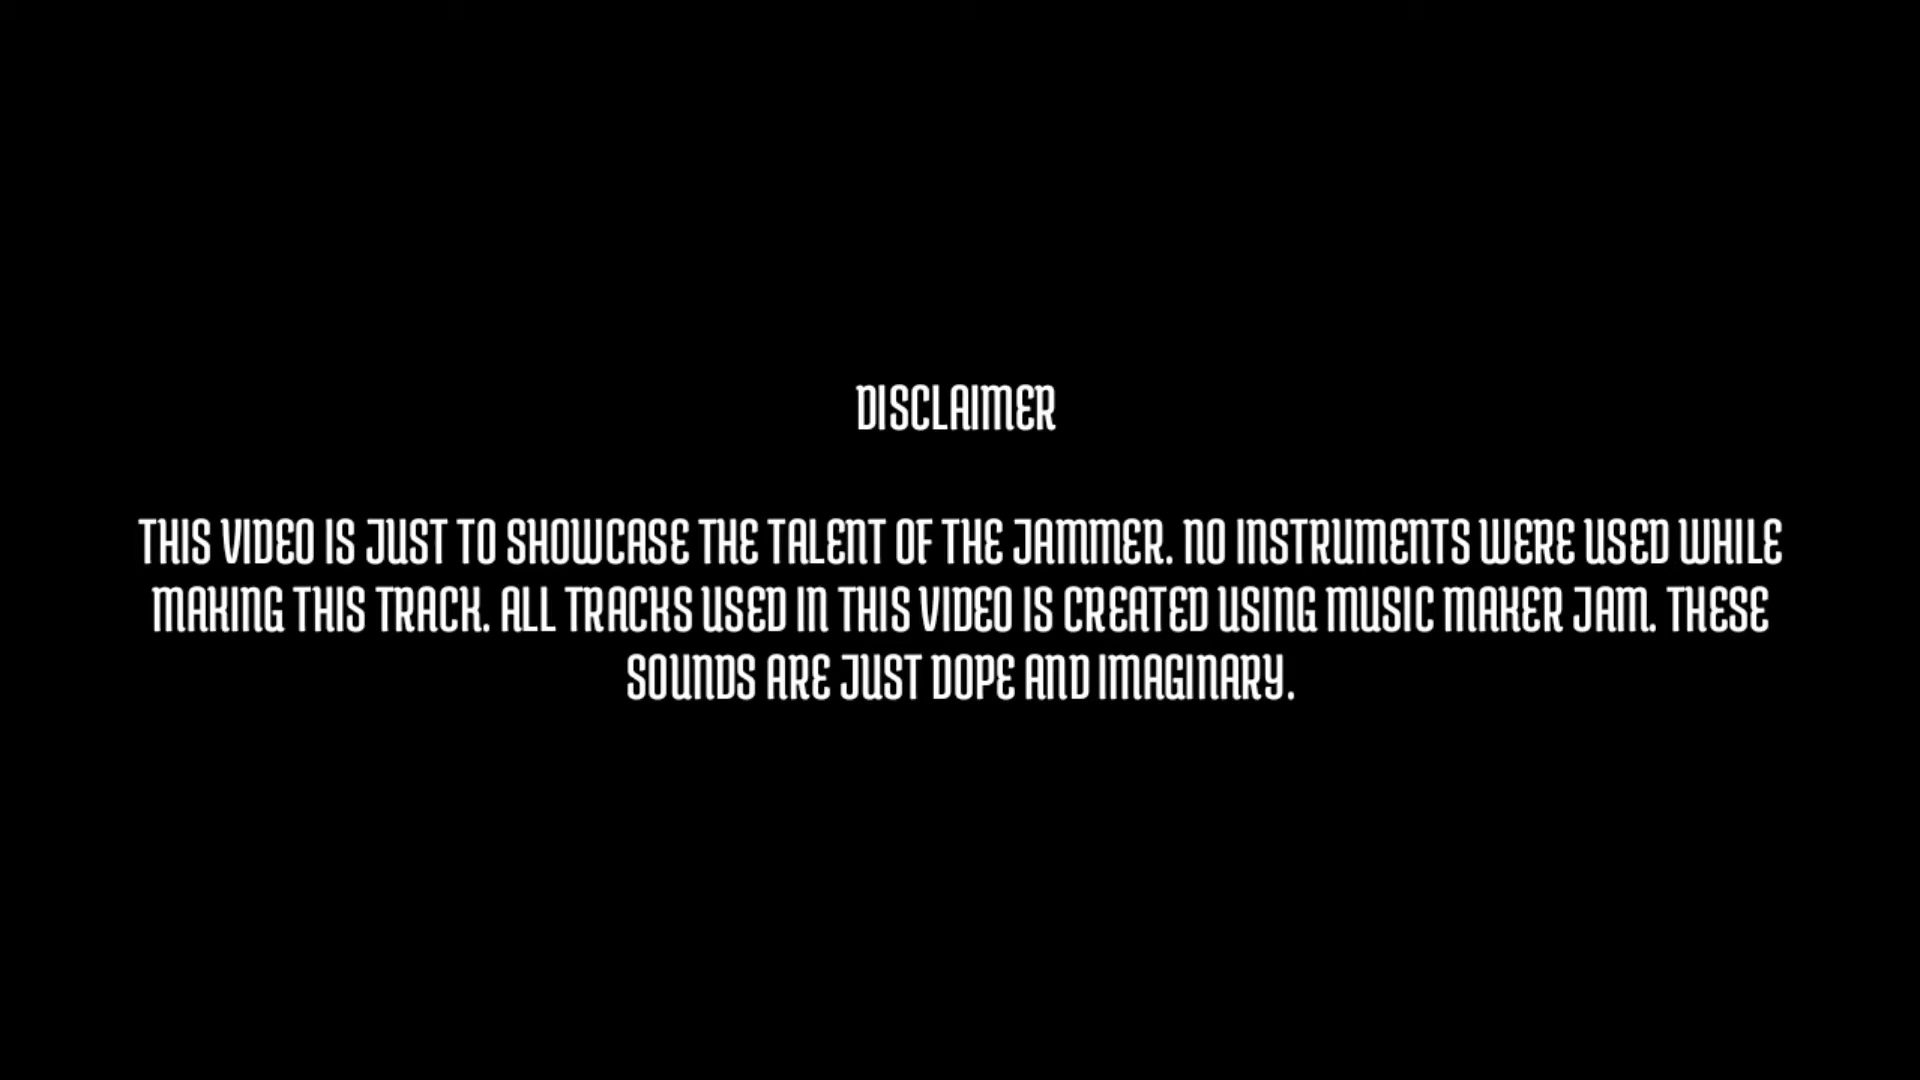 DISCLAIMER
THIS VIDEO IS JUST TO SHOWCASE THE TALENT OF THE JAMMER. NO INSTRUMENTS WERE USED WHILE
MAKING THIS TRACK. ALL TRACKS USED IN THIS VIDEO IS CREATED USING MUSIC MAKER JAM. THESE
SOUNDS ARE JUST DOPE AND IMAGINARY.